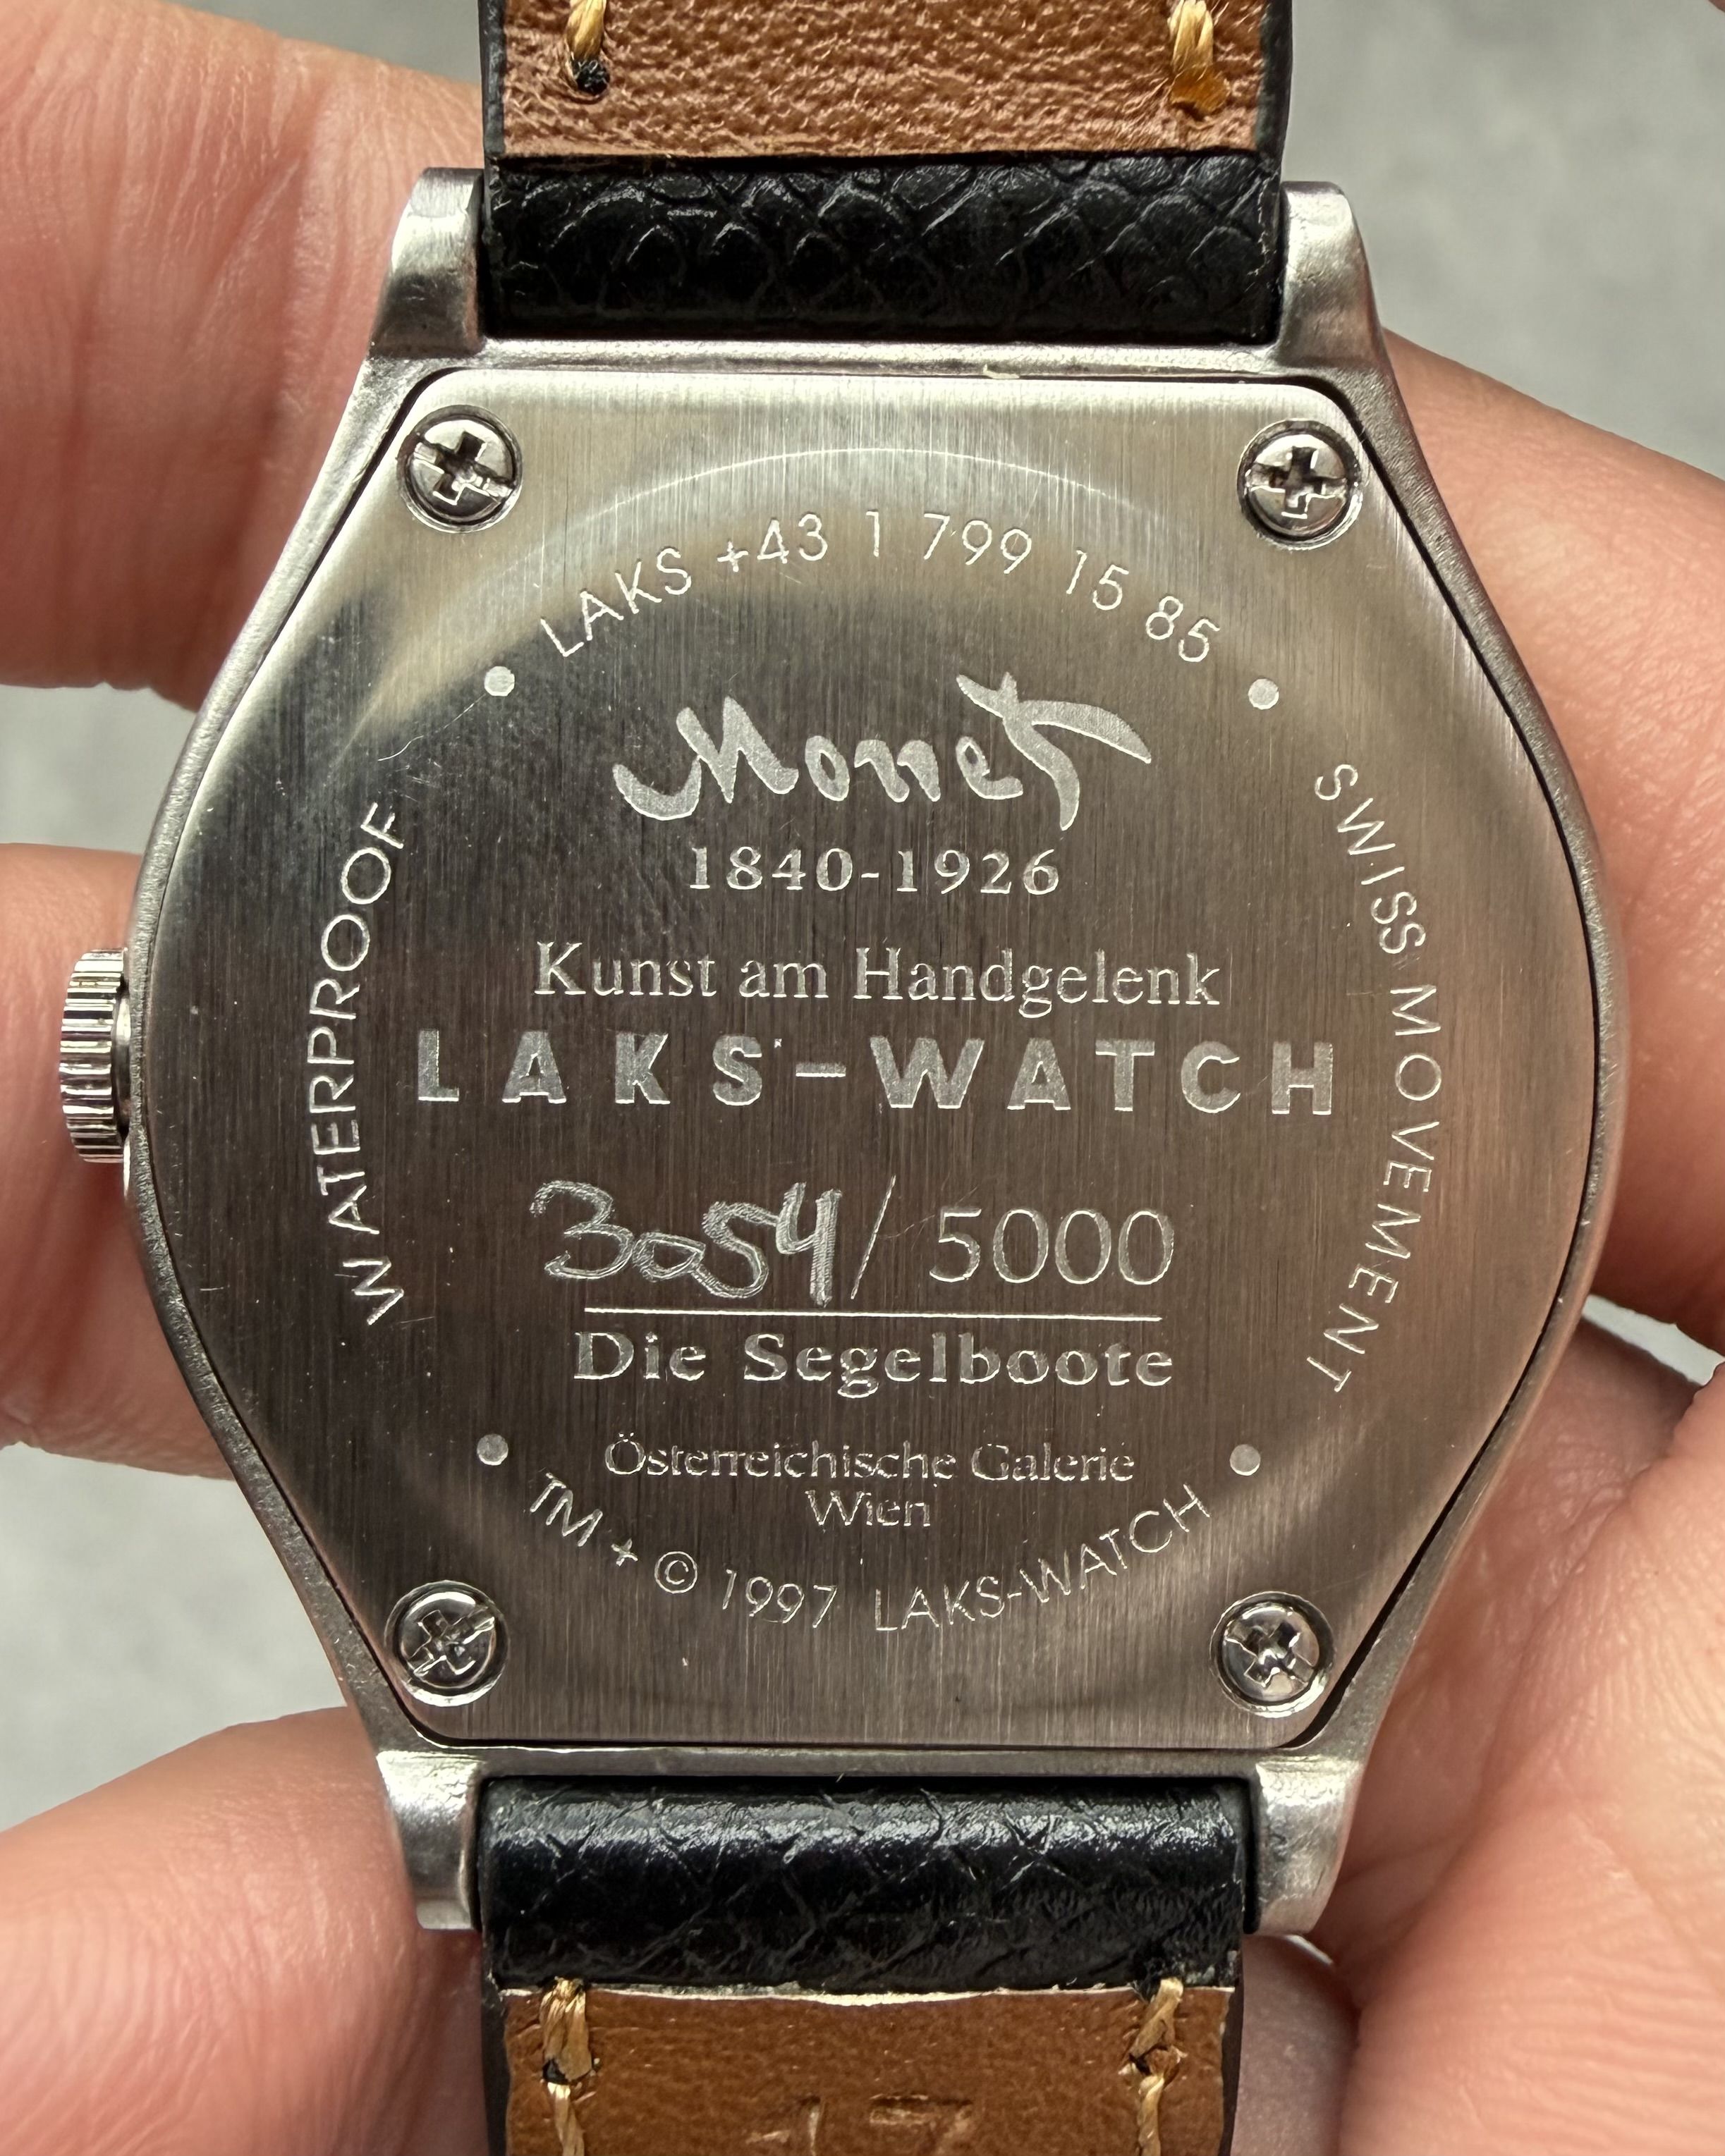 LAKS +43 1 799 15 85
Monet
1840-1926
Kunst am Handgelenk
LAKS-WATCH
3054/5000
Die Segelboote
Österreichische Galerie
Wien
TM + © 1997 LAKS-WATCH
WATERPROOF
SWISS MOVEMENT
17